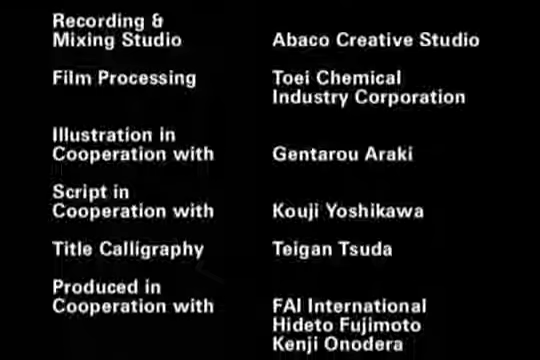 Recording &
Mixing Studio Abaco Creative Studio
Film Processing Toei Chemical
Industry Corporation
Illustration in
Cooperation with Gentarou Araki
Script in
Cooperation with Kouji Yoshikawa
Title Calligraphy Teigan Tsuda
Produced in
Cooperation with FAI International
Hideto Fujimoto
Kenji Onodera